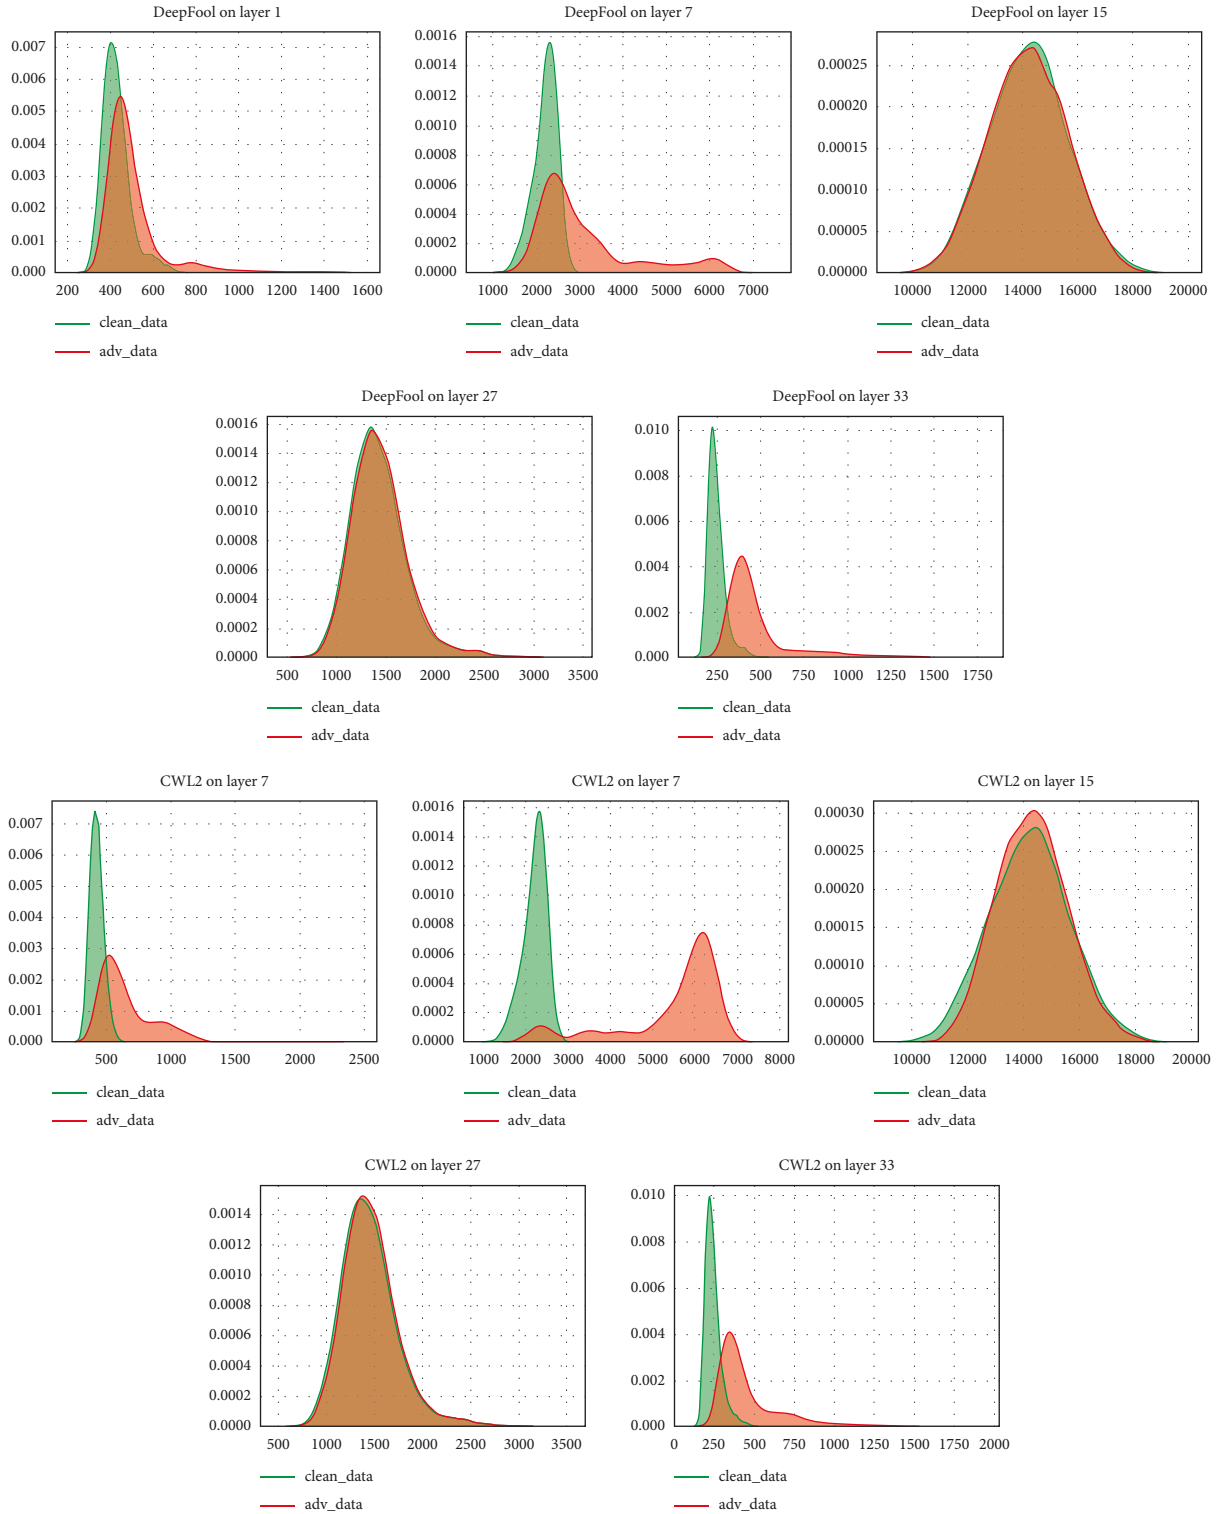 DeepFool on layer 1
0.007
0.006
0.005
0.004
0.003
0.002
0.001
0.000
200 400 600 800 1000 1200 1400 1600
clean_data
adv_data
DeepFool on layer 7
0.0016
0.0014
0.0012
0.0010
0.0008
0.0006
0.0004
0.0002
0.0000
1000 2000 3000 4000 5000 6000 7000
clean_data
adv_data
DeepFool on layer 15
0.00025
0.00020
0.00015
0.00010
0.00005
0.00000
10000 12000 14000 16000 18000 20000
clean_data
adv_data
DeepFool on layer 27
0.0016
0.0014
0.0012
0.0010
0.0008
0.0006
0.0004
0.0002
0.0000
500 1000 1500 2000 2500 3000 3500
clean_data
adv_data
DeepFool on layer 33
0.010
0.008
0.006
0.004
0.002
0.000
250 500 750 1000 1250 1500 1750
clean_data
adv_data
CWL2 on layer 7
0.007
0.006
0.005
0.004
0.003
0.002
0.001
0.000
500 1000 1500 2000 2500
clean_data
adv_data
CWL2 on layer 7
0.0016
0.0014
0.0012
0.0010
0.0008
0.0006
0.0004
0.0002
0.0000
1000 2000 3000 4000 5000 6000 7000 8000
clean_data
adv_data
CWL2 on layer 15
0.00030
0.00025
0.00020
0.00015
0.00010
0.00005
0.00000
10000 12000 14000 16000 18000 20000
clean_data
adv_data
CWL2 on layer 27
0.0014
0.0012
0.0010
0.0008
0.0006
0.0004
0.0002
0.0000
500 1000 1500 2000 2500 3000 3500
clean_data
adv_data
CWL2 on layer 33
0.010
0.008
0.006
0.004
0.002
0.000
0 250 500 750 1000 1250 1500 1750 2000
clean_data
adv_data